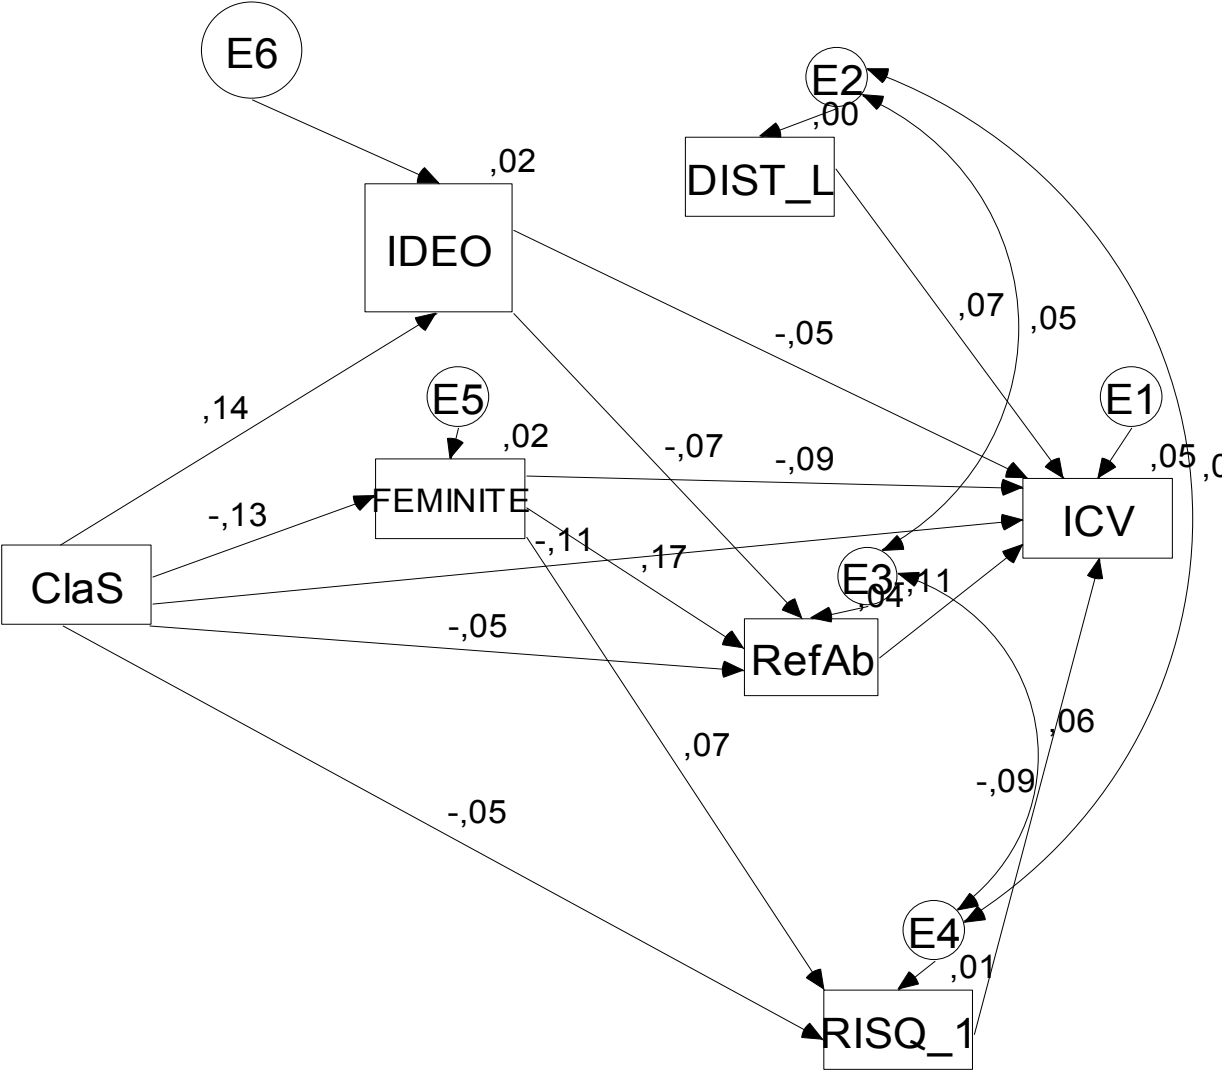 E6
E2
,00
,02
DIST_L
IDEO
,07
,05
-,05
E5
E1
,14
,02
-,07
-,09
,05
FEMINITE
-,13
ICV
-,11
,17
E3
,11
,04
ClaS
-,05
RefAb
,06
,07
-,09
-,05
E4
,01
RISQ_1